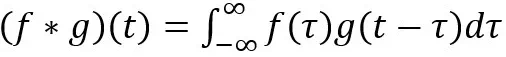 (f * g)(t) = ∫_{-∞}^{∞} f(τ)g(t − τ)dτ